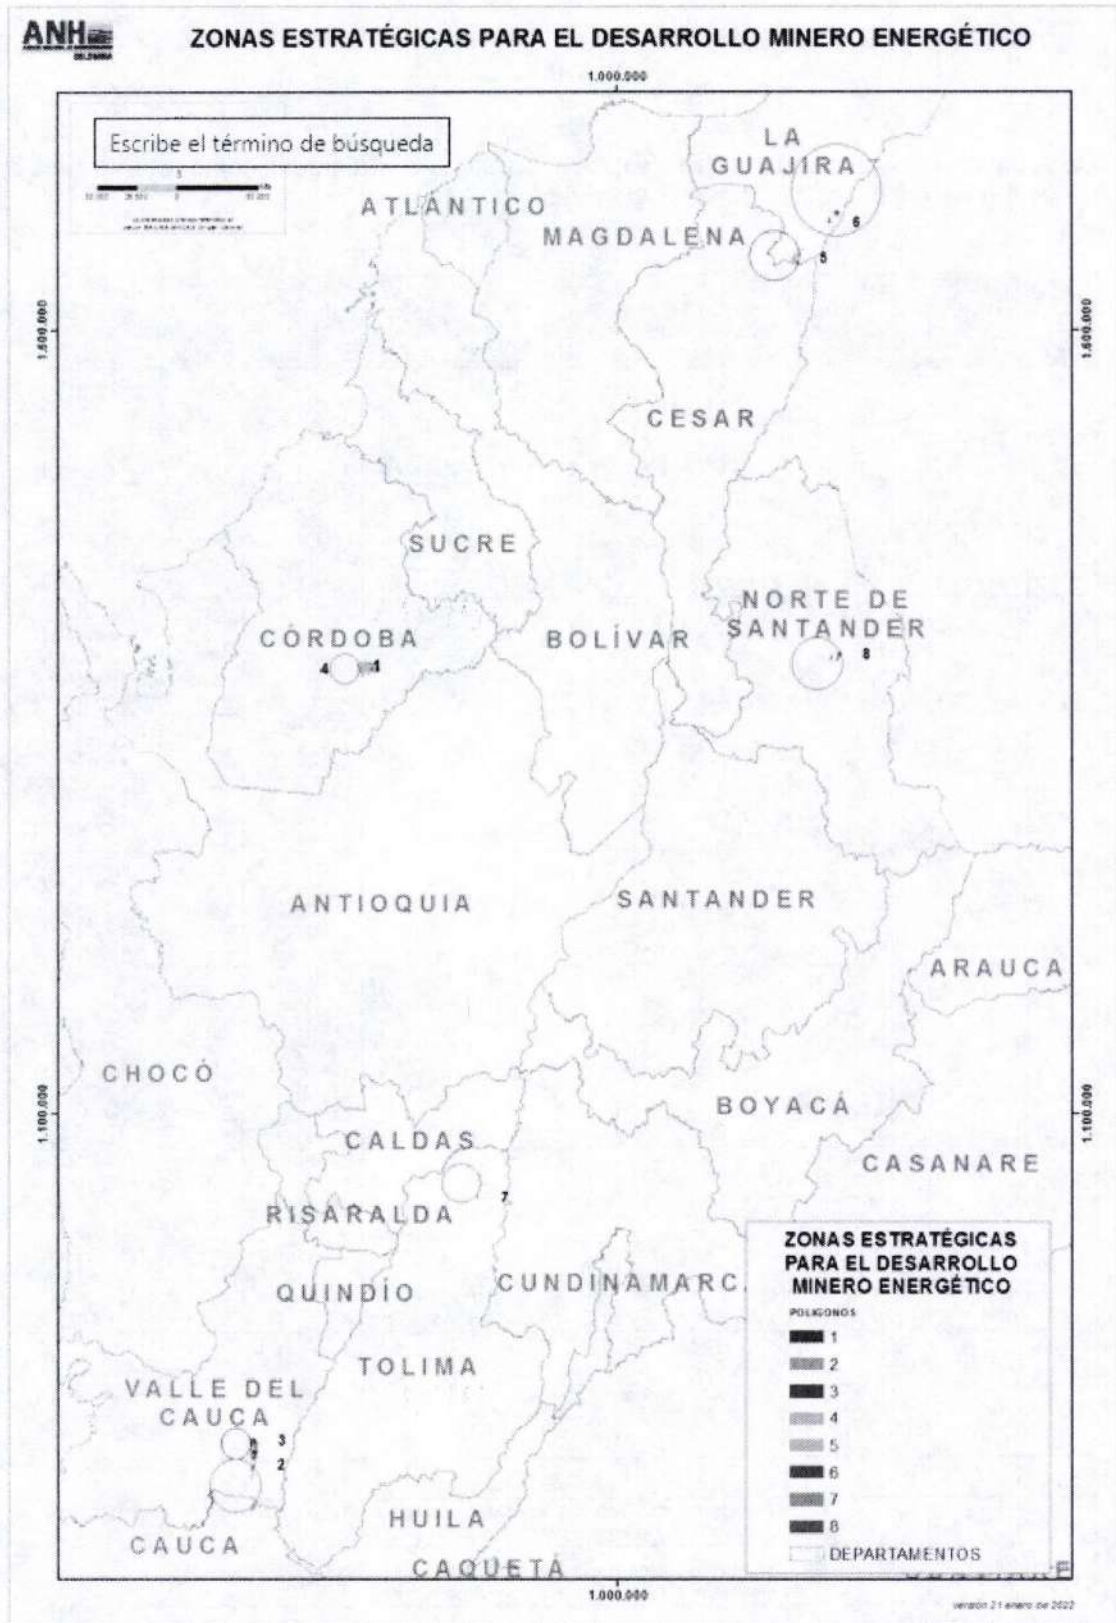 ANH
COLOMBIA
ZONAS ESTRATÉGICAS PARA EL DESARROLLO MINERO ENERGÉTICO
1.000.000
Escribe el término de búsqueda
LA
GUAJIRA
ATLÁNTICO
MAGDALENA
6
5
1.500.000
1.500.000
CESAR
SUCRE
NORTE DE
SANTANDER
CÓRDOBA
BOLÍVAR
4
1
8
ANTIOQUIA
SANTANDER
ARAUCA
CHOCÓ
BOYACÁ
1.100.000
1.100.000
CALDAS
CASANARE
7
RISARALDA
QUINDÍO
CUNDINAMARC.
TOLIMA
VALLE DEL
CAUCA
3
2
HUILA
CAUCA
CAQUETÁ
ZONAS ESTRATÉGICAS
PARA EL DESARROLLO
MINERO ENERGÉTICO
POLIGONOS
1
2
3
4
5
6
7
8
DEPARTAMENTOS
1.000.000
versión 21 enero de 2022